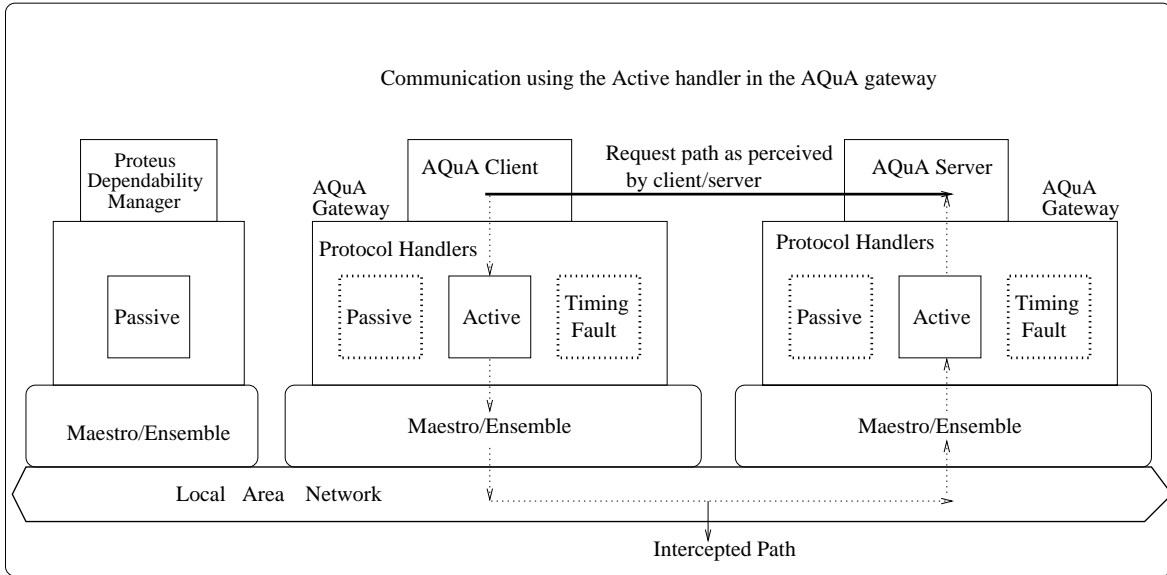 Communication using the Active handler in the AQuA gateway
Proteus
Dependability
Manager
AQuA Client
Request path as perceived
by client/server
AQuA Server
AQuA
Gateway
AQuA
Gateway
Protocol Handlers
Protocol Handlers
Passive
Passive
Active
Timing
Fault
Passive
Active
Timing
Fault
Maestro/Ensemble
Maestro/Ensemble
Maestro/Ensemble
Local Area Network
Intercepted Path